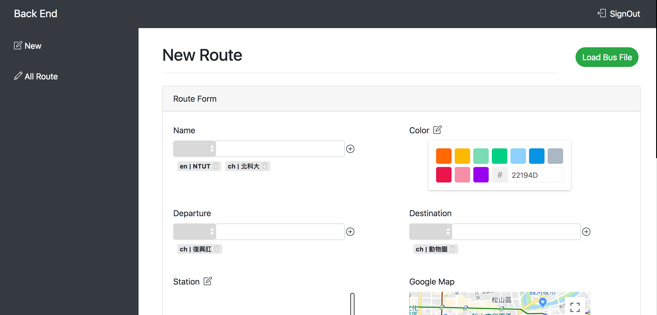 Back End
SignOut
New
All Route
New Route
Load Bus File
Route Form
Name
Color
en | NTUT
ch | 北科大
# 22194D
Departure
Destination
ch | 復興缸
ch | 動物園
Station
Google Map
松山區